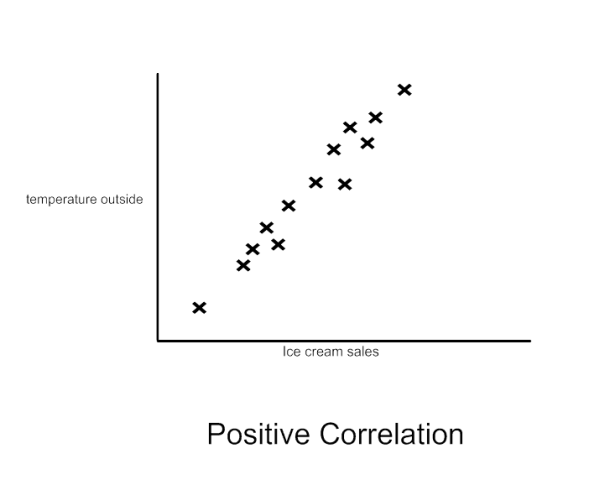 temperature outside
Ice cream sales
Positive Correlation